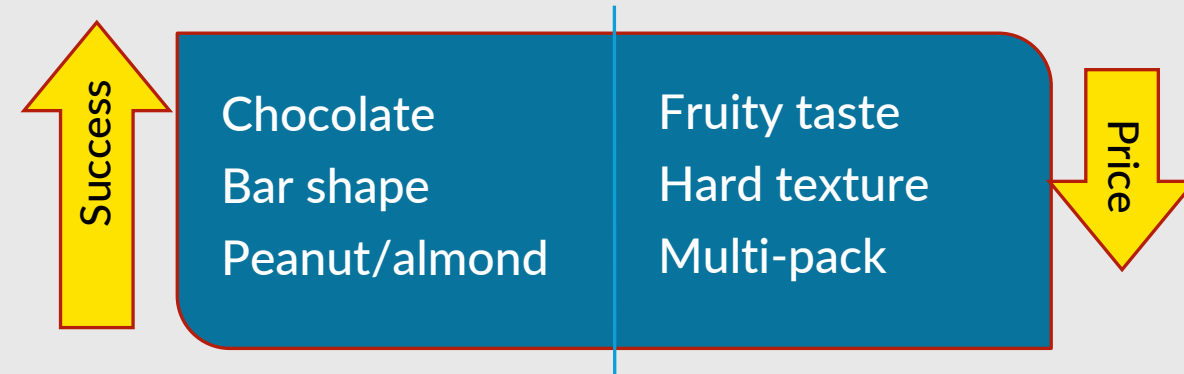 Success
Chocolate
Bar shape
Peanut/almond
Fruity taste
Hard texture
Multi-pack
Price